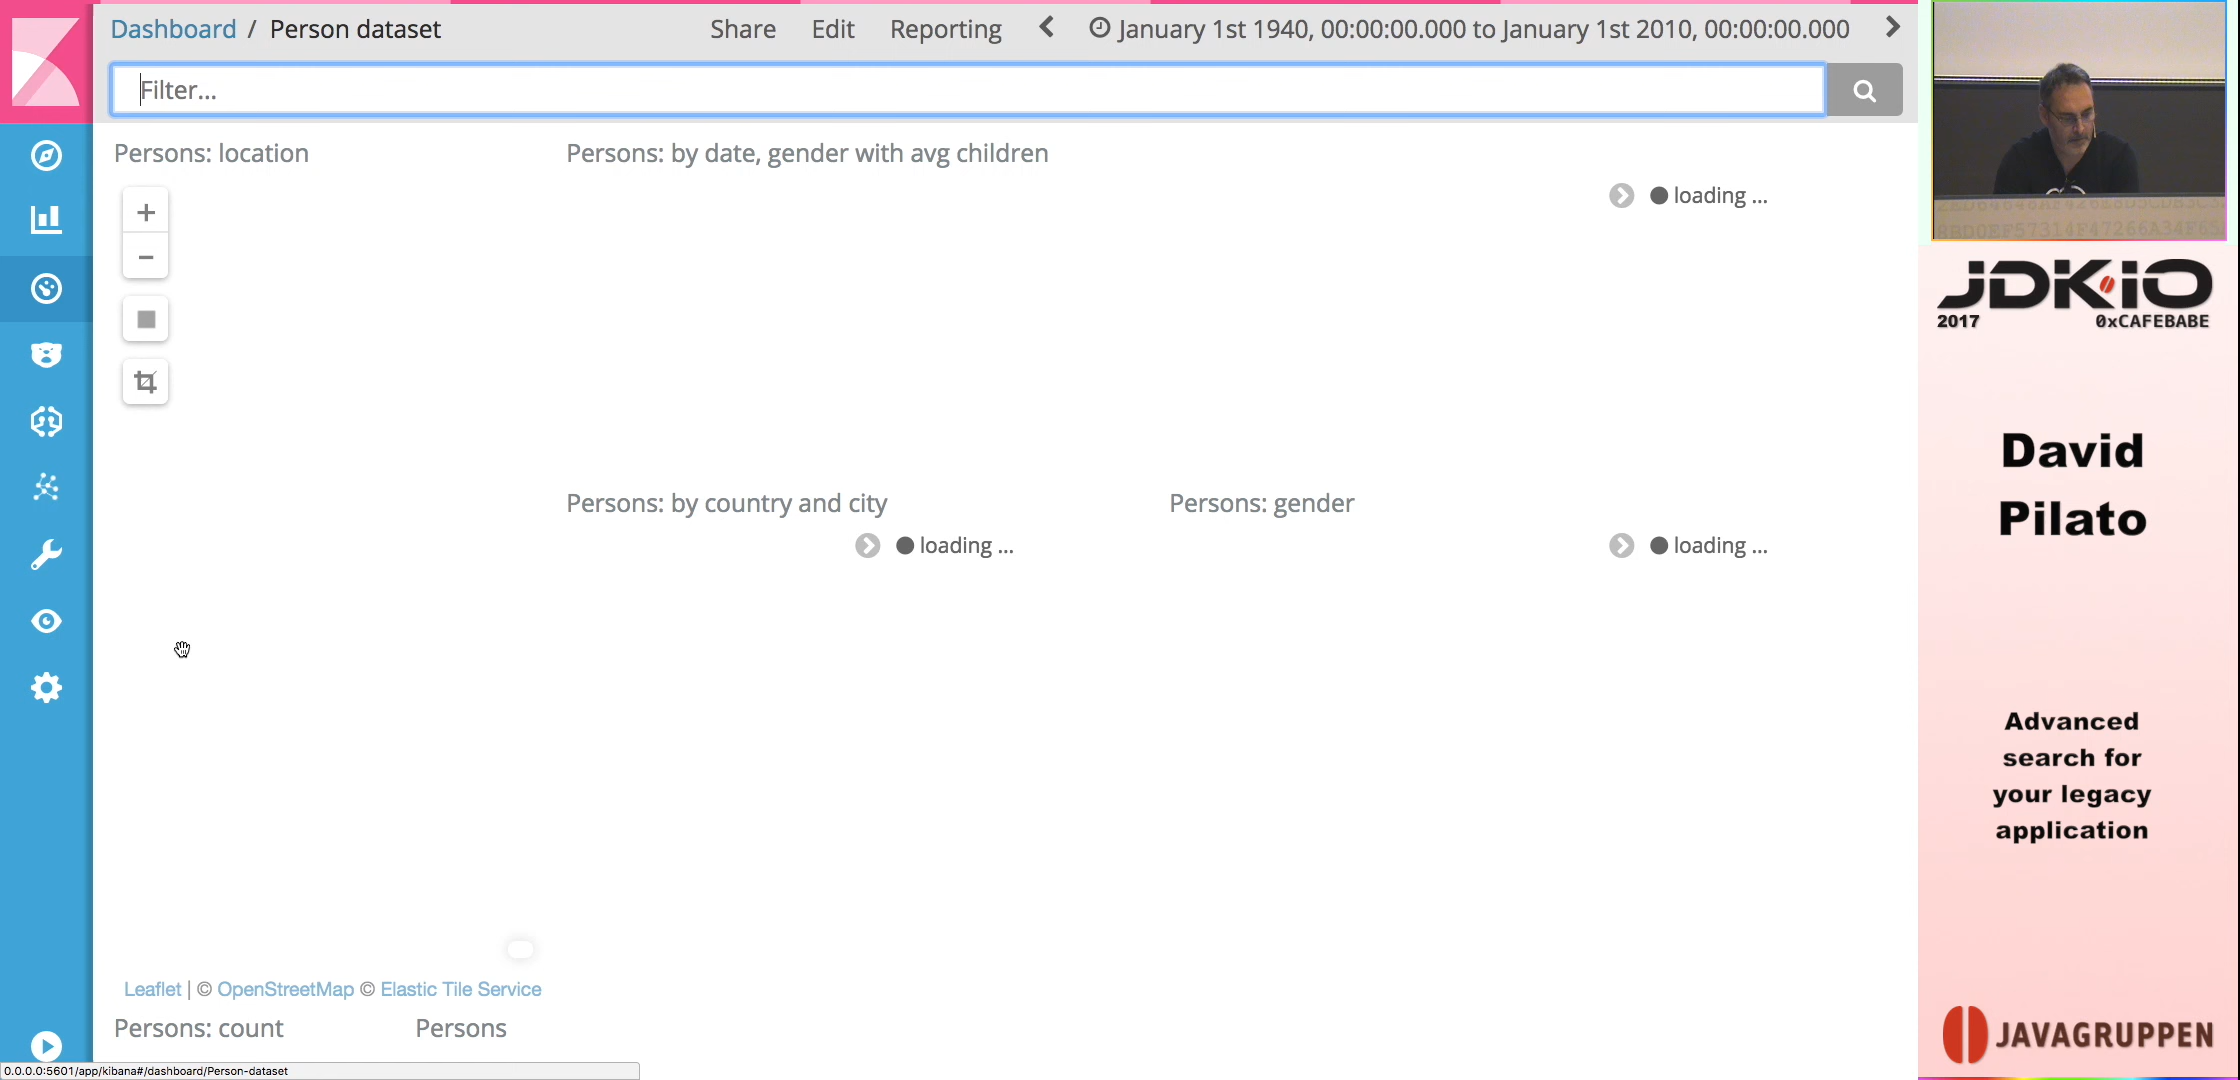 Dashboard / Person dataset
Share Edit Reporting January 1st 1940, 00:00:00.000 to January 1st 2010, 00:00:00.000
Filter...
Persons: location
Persons: by date, gender with avg children
loading ...
Persons: by country and city
Persons: gender
loading ...
loading ...
Leaflet | © OpenStreetMap © Elastic Tile Service
Persons: count
Persons
0.0.0.0:5601/app/kibana#/dashboard/Person-dataset
JDK.iO
2017 0xCAFEBABE
David
Pilato
Advanced
search for
your legacy
application
JAVAGRUPPEN